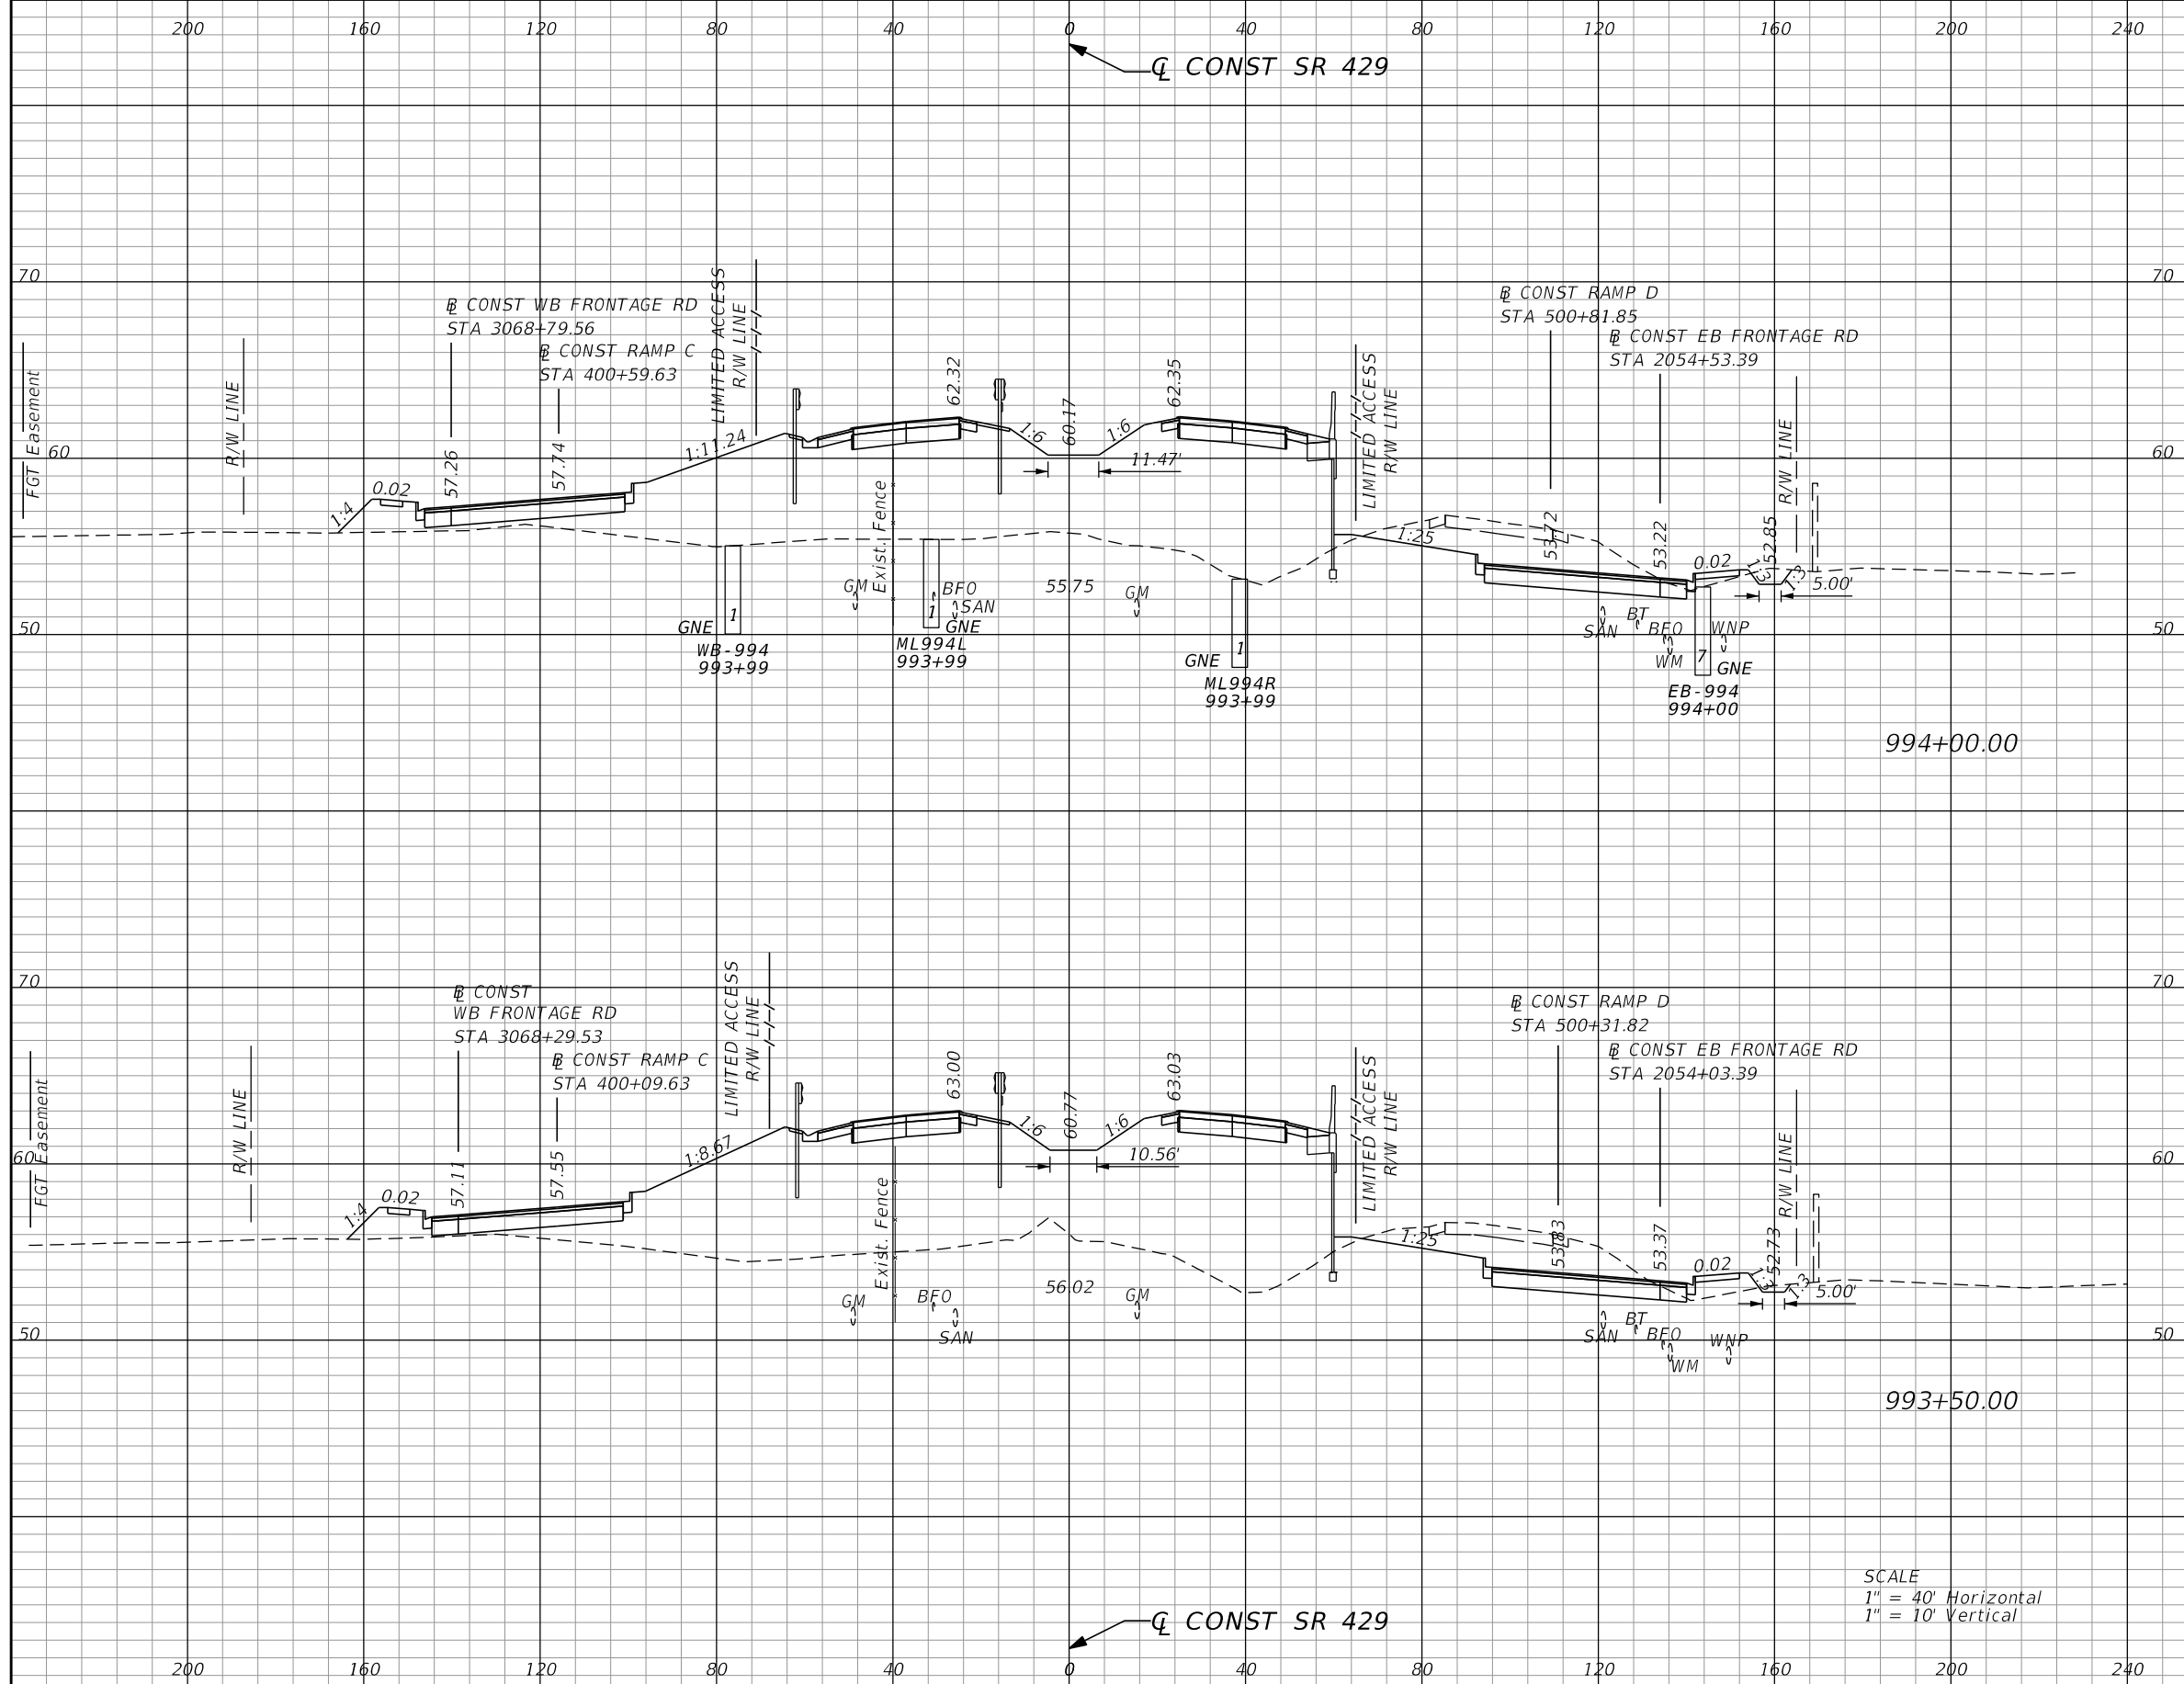 200 160 120 80 40 0 40 80 120 160 200 240
℄ CONST SR 429
70 70
℄ CONST WB FRONTAGE RD
STA 3068+79.56
℄ CONST RAMP C
STA 400+59.63
LIMITED ACCESS
R/W LINE
FGT Easement
R/W LINE
57.26
57.74
62.32
60.17
62.35
LIMITED ACCESS
R/W LINE
BL CONST RAMP D
STA 500+81.85
BL CONST EB FRONTAGE RD
STA 2054+53.39
R/W LINE
60 60
1:4
0.02
1:11.24
1:6
1:6
11.47'
Exist. Fence
1:25
53.72
53.22
0.02
1:3
52.85
1:3
5.00'
GM
BFO
SAN
55.75
GM
SAN
BT
BFO
WM
WNP
50 50
1
GNE
WB-994
993+99
1
GNE
ML994L
993+99
1
GNE
ML994R
993+99
7
GNE
EB-994
994+00
994+00.00
70 70
BL CONST
WB FRONTAGE RD
STA 3068+29.53
BL CONST RAMP C
STA 400+09.63
LIMITED ACCESS
R/W LINE
FGT Easement
R/W LINE
57.11
57.55
63.00
60.77
63.03
LIMITED ACCESS
R/W LINE
BL CONST RAMP D
STA 500+31.82
BL CONST EB FRONTAGE RD
STA 2054+03.39
R/W LINE
60 60
1:4
0.02
1:8.67
1:6
1:6
10.56'
Exist. Fence
1:25
53.83
53.37
0.02
1:3
52.73
1:3
5.00'
GM
BFO
SAN
56.02
GM
SAN
BT
BFO
WM
WNP
50 50
993+50.00
SCALE
1" = 40' Horizontal
1" = 10' Vertical
℄ CONST SR 429
200 160 120 80 40 0 40 80 120 160 200 240